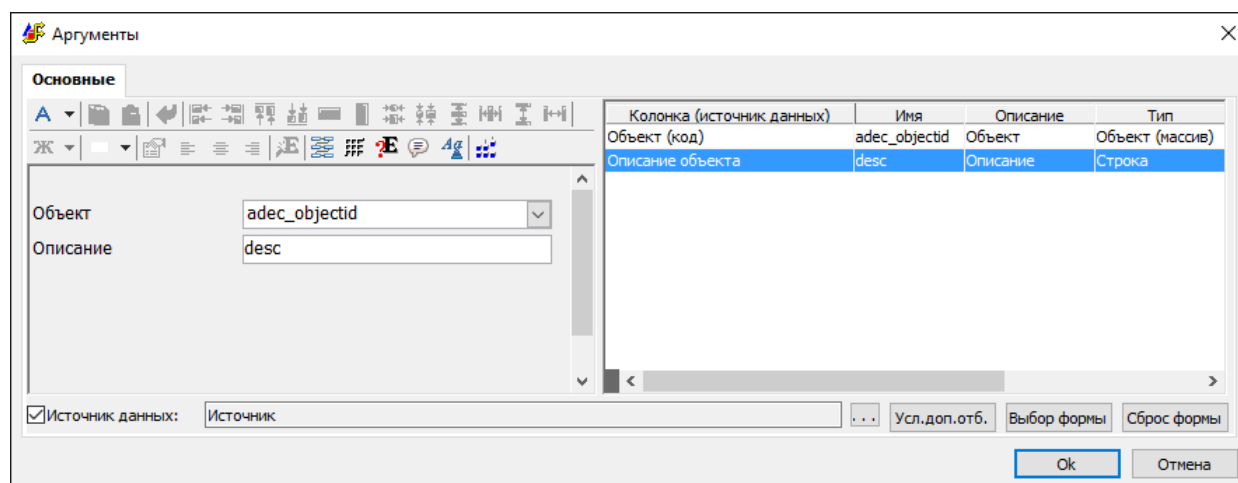 Аргументы
Основные
Колонка (источник данных) Имя Описание Тип
Объект (код) adec_objectid Объект Объект (массив)
Описание объекта desc Описание Строка
Объект adec_objectid
Описание desc
Источник данных: Источник ... Усл.доп.отб. Выбор формы Сброс формы
Ok Отмена